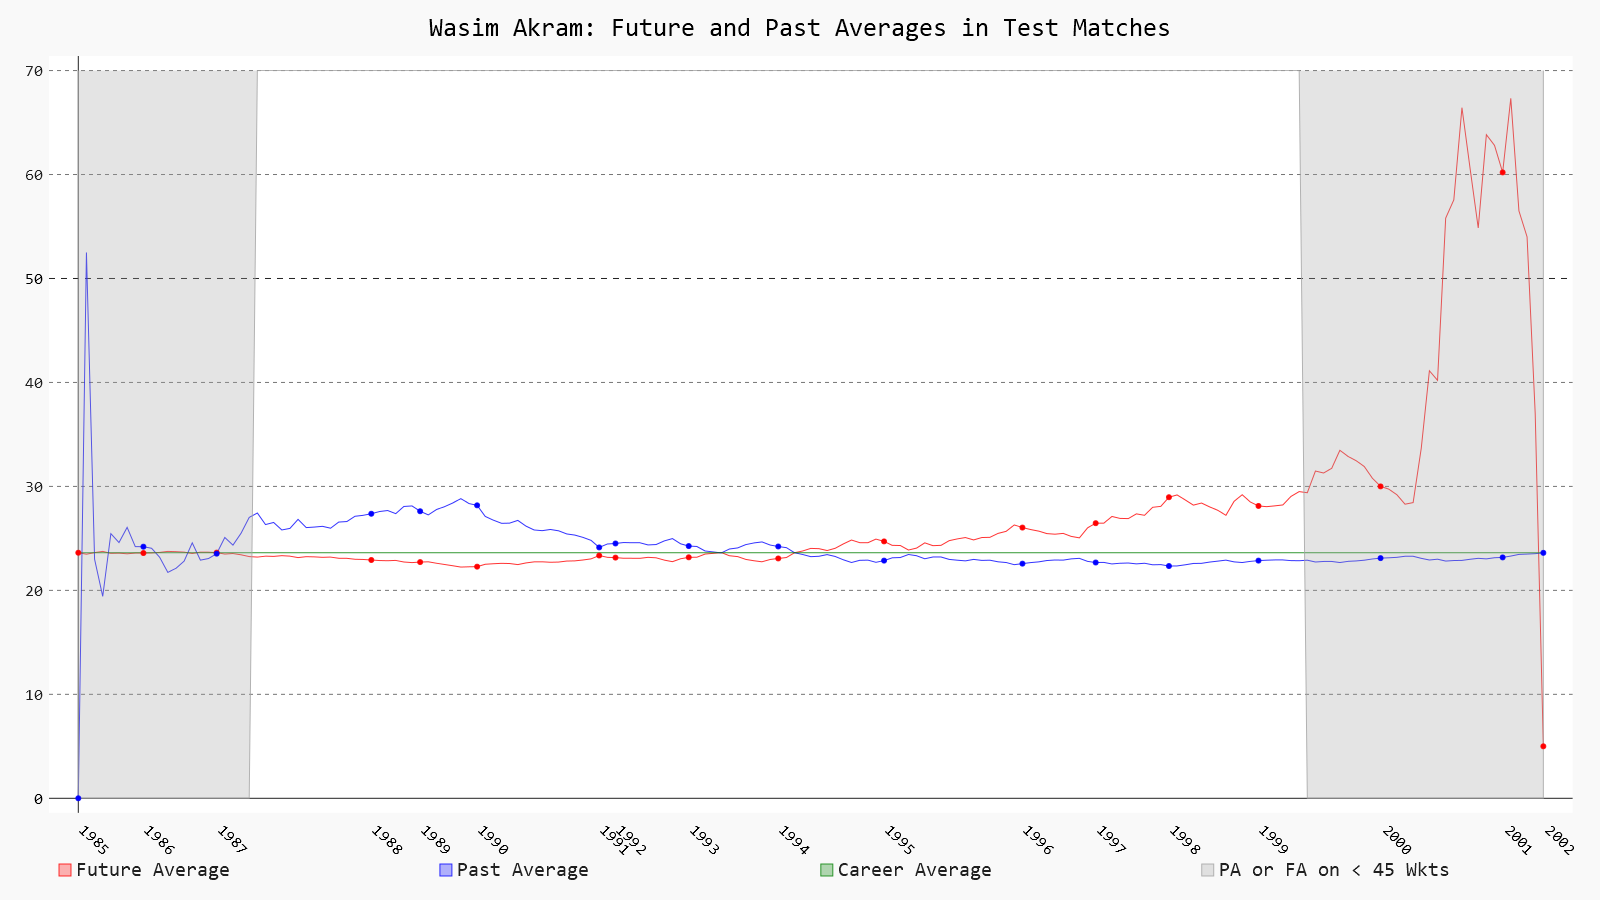 Wasim Akram: Future and Past Averages in Test Matches
70
60
50
40
30
20
10
0
1985 1986 1987 1988 1989 1990 1991 1992 1993 1994 1995 1996 1997 1998 1999 2000 2001 2002
Future Average Past Average Career Average PA or FA on < 45 Wkts